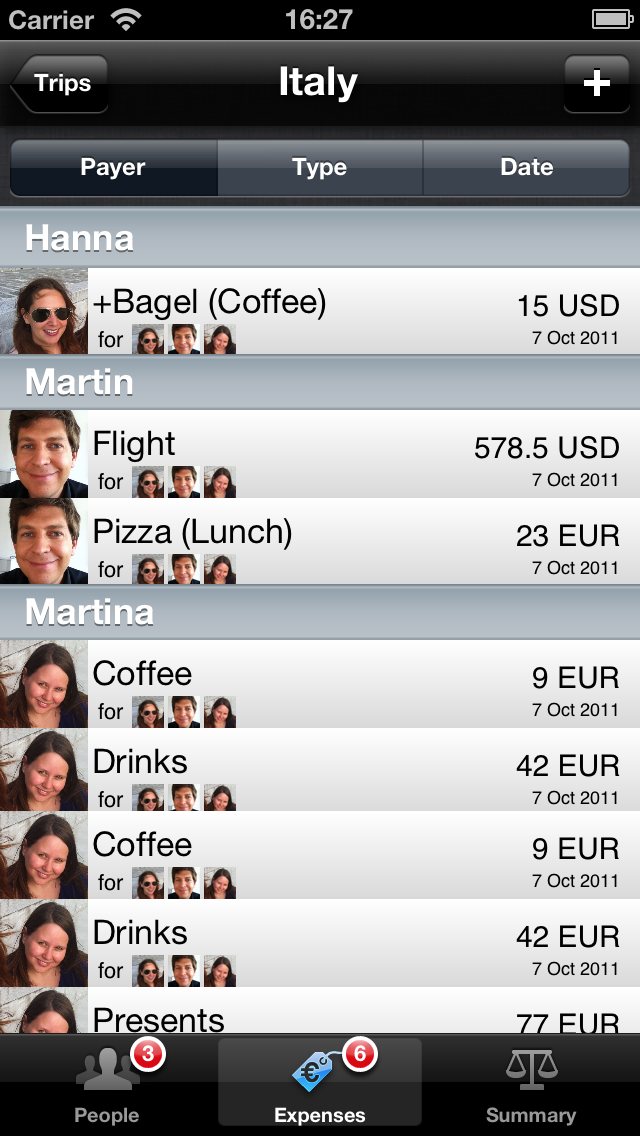 Carrier 16:27
Trips Italy +
Payer Type Date
Hanna
+Bagel (Coffee) 15 USD
for 7 Oct 2011
Martin
Flight 578.5 USD
for 7 Oct 2011
Pizza (Lunch) 23 EUR
for 7 Oct 2011
Martina
Coffee 9 EUR
for 7 Oct 2011
Drinks 42 EUR
for 7 Oct 2011
Coffee 9 EUR
for 7 Oct 2011
Drinks 42 EUR
for 7 Oct 2011
Presents 77 EUR
3 € 6
People Expenses Summary